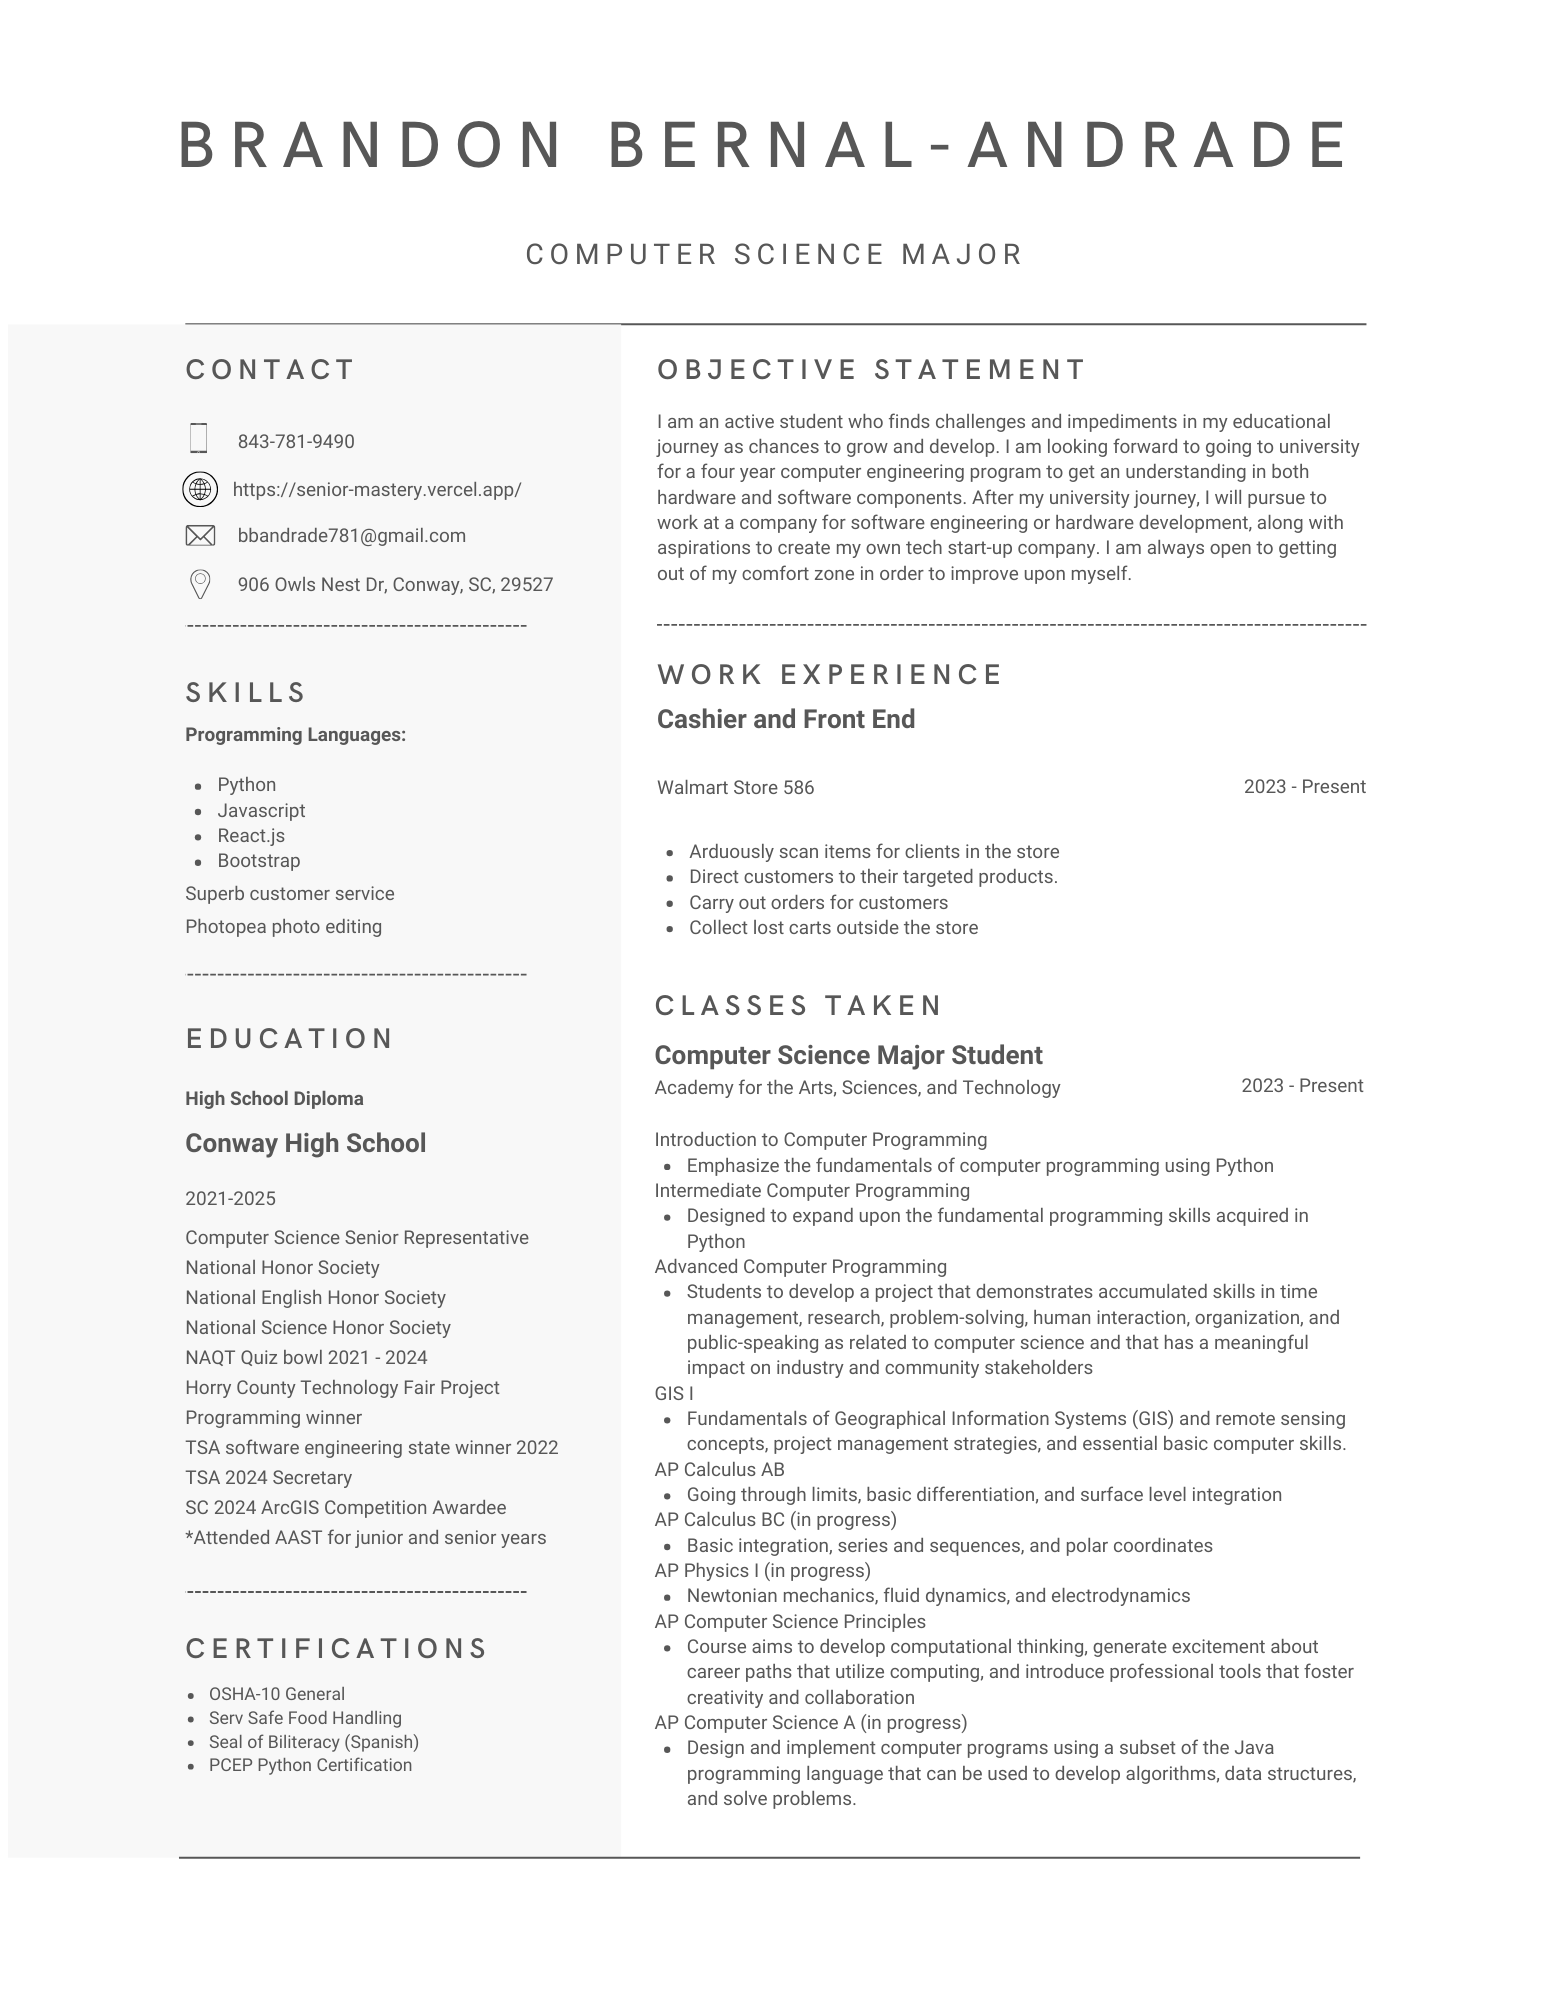 BRANDON BERNAL-ANDRADE
COMPUTER SCIENCE MAJOR
CONTACT
843-781-9490
https://senior-mastery.vercel.app/
bbandrade781@gmail.com
906 Owls Nest Dr, Conway, SC, 29527
SKILLS
Programming Languages:
Python
Javascript
React.js
Bootstrap
Superb customer service
Photopea photo editing
EDUCATION
High School Diploma
Conway High School
2021-2025
Computer Science Senior Representative
National Honor Society
National English Honor Society
National Science Honor Society
NAQT Quiz bowl 2021 - 2024
Horry County Technology Fair Project
Programming winner
TSA software engineering state winner 2022
TSA 2024 Secretary
SC 2024 ArcGIS Competition Awardee
*Attended AAST for junior and senior years
CERTIFICATIONS
OSHA-10 General
Serv Safe Food Handling
Seal of Biliteracy (Spanish)
PCEP Python Certification
OBJECTIVE STATEMENT
I am an active student who finds challenges and impediments in my educational
journey as chances to grow and develop. I am looking forward to going to university
for a four year computer engineering program to get an understanding in both
hardware and software components. After my university journey, I will pursue to
work at a company for software engineering or hardware development, along with
aspirations to create my own tech start-up company. I am always open to getting
out of my comfort zone in order to improve upon myself.
WORK EXPERIENCE
Cashier and Front End
Walmart Store 586 2023 - Present
Arduously scan items for clients in the store
Direct customers to their targeted products.
Carry out orders for customers
Collect lost carts outside the store
CLASSES TAKEN
Computer Science Major Student
Academy for the Arts, Sciences, and Technology 2023 - Present
Introduction to Computer Programming
Emphasize the fundamentals of computer programming using Python
Intermediate Computer Programming
Designed to expand upon the fundamental programming skills acquired in
Python
Advanced Computer Programming
Students to develop a project that demonstrates accumulated skills in time
management, research, problem-solving, human interaction, organization, and
public-speaking as related to computer science and that has a meaningful
impact on industry and community stakeholders
GIS I
Fundamentals of Geographical Information Systems (GIS) and remote sensing
concepts, project management strategies, and essential basic computer skills.
AP Calculus AB
Going through limits, basic differentiation, and surface level integration
AP Calculus BC (in progress)
Basic integration, series and sequences, and polar coordinates
AP Physics I (in progress)
Newtonian mechanics, fluid dynamics, and electrodynamics
AP Computer Science Principles
Course aims to develop computational thinking, generate excitement about
career paths that utilize computing, and introduce professional tools that foster
creativity and collaboration
AP Computer Science A (in progress)
Design and implement computer programs using a subset of the Java
programming language that can be used to develop algorithms, data structures,
and solve problems.